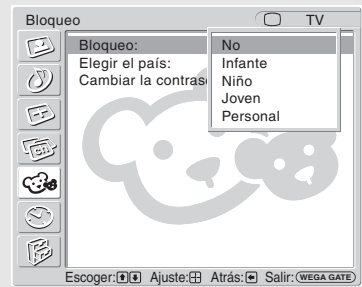 Bloqueo TV
Bloqueo:
Elegir el país:
Cambiar la contras
No
Infante
Niño
Joven
Personal
Escoger: Ajuste: Atrás: Salir: WEGA GATE